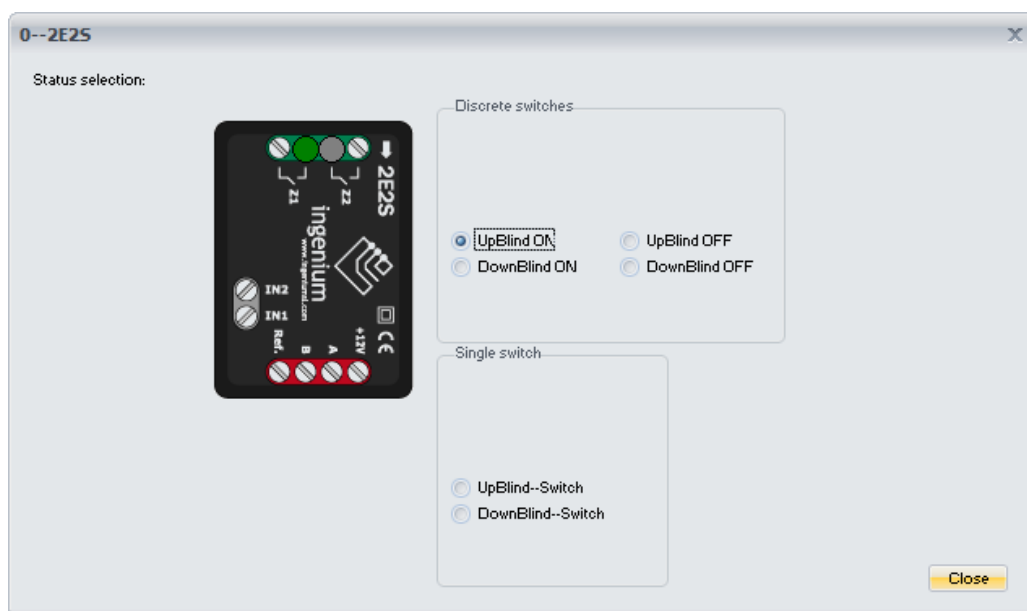 0--2E2S
X
Status selection:
Z1
Z2
2E2S
ingenium
www.ingeniumsl.com
IN2
IN1
Ref.
B
A
+12V
CE
Discrete switches
UpBlind ON
UpBlind OFF
DownBlind ON
DownBlind OFF
Single switch
UpBlind--Switch
DownBlind--Switch
Close